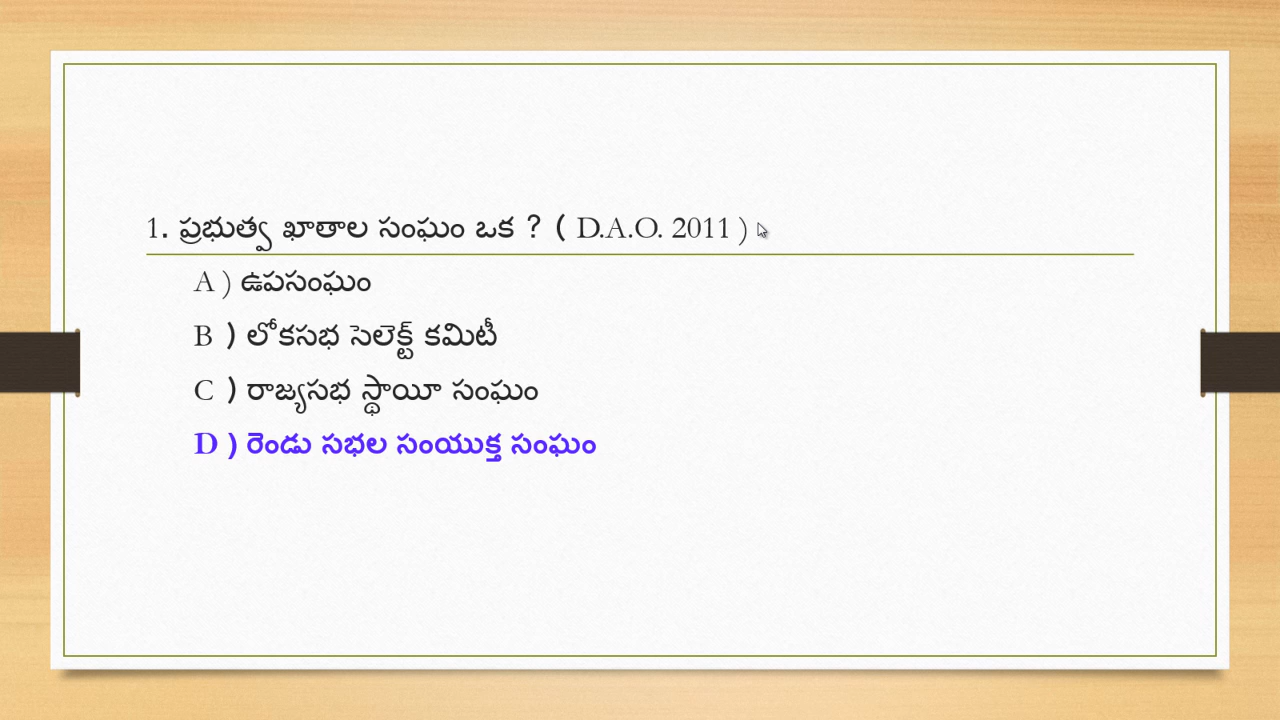 1. ప్రభుత్వ ఖాతాల సంఘం ఒక ? ( D.A.O. 2011 )
A ) ఉపసంఘం
B ) లోకసభ సెలెక్ట్ కమిటీ
C ) రాజ్యసభ స్థాయీ సంఘం
D ) రెండు సభల సంయుక్త సంఘం